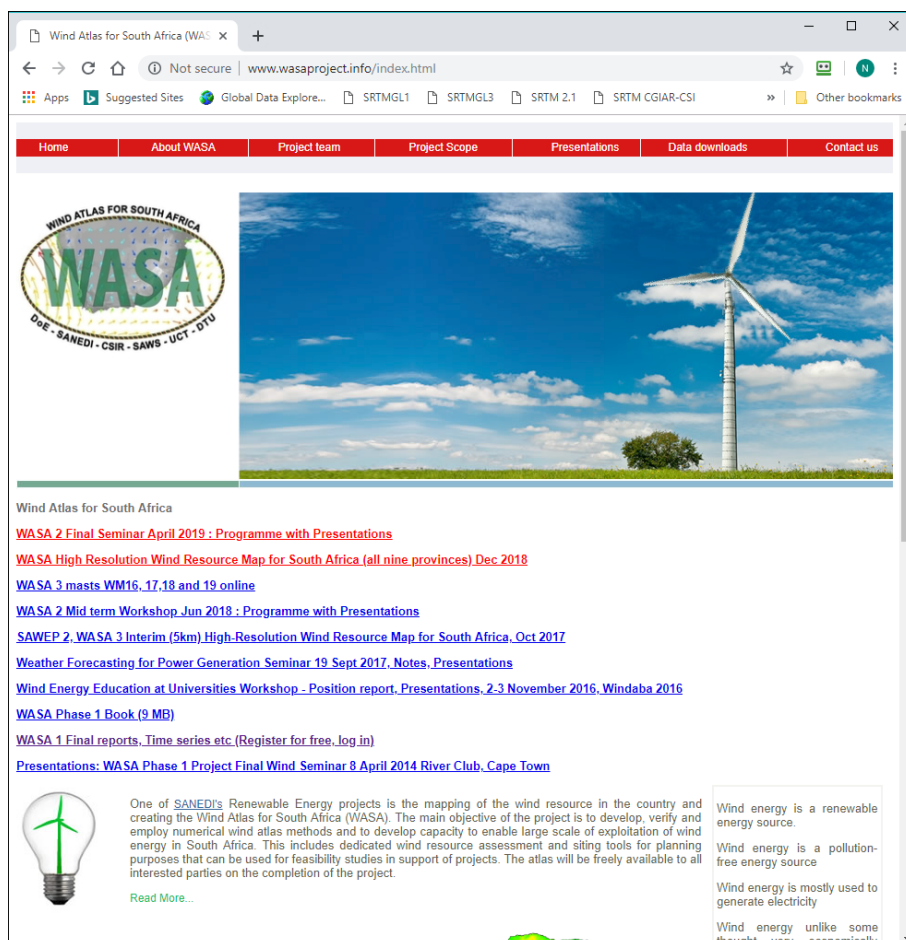 Wind Atlas for South Africa (WAS
Not secure | www.wasaproject.info/index.html
N
Apps Suggested Sites Global Data Explore... SRTMGL1 SRTMGL3 SRTM 2.1 SRTM CGIAR-CSI » Other bookmarks
Home About WASA Project team Project Scope Presentations Data downloads Contact us
WIND ATLAS FOR SOUTH AFRICA
WASA
DoE - SANEDI - CSIR - SAWS - UCT - DTU
Wind Atlas for South Africa
WASA 2 Final Seminar April 2019 : Programme with Presentations
WASA High Resolution Wind Resource Map for South Africa (all nine provinces) Dec 2018
WASA 3 masts WM16, 17,18 and 19 online
WASA 2 Mid term Workshop Jun 2018 : Programme with Presentations
SAWEP 2, WASA 3 Interim (5km) High-Resolution Wind Resource Map for South Africa, Oct 2017
Weather Forecasting for Power Generation Seminar 19 Sept 2017, Notes, Presentations
Wind Energy Education at Universities Workshop - Position report, Presentations, 2-3 November 2016, Windaba 2016
WASA Phase 1 Book (9 MB)
WASA 1 Final reports, Time series etc (Register for free, log in)
Presentations: WASA Phase 1 Project Final Wind Seminar 8 April 2014 River Club, Cape Town
One of SANEDI's Renewable Energy projects is the mapping of the wind resource in the country and
creating the Wind Atlas for South Africa (WASA). The main objective of the project is to develop, verify and
employ numerical wind atlas methods and to develop capacity to enable large scale of exploitation of wind
energy in South Africa. This includes dedicated wind resource assessment and siting tools for planning
purposes that can be used for feasibility studies in support of projects. The atlas will be freely available to all
interested parties on the completion of the project.
Read More...
Wind energy is a renewable
energy source.
Wind energy is a pollution-
free energy source
Wind energy is mostly used to
generate electricity
Wind energy unlike some